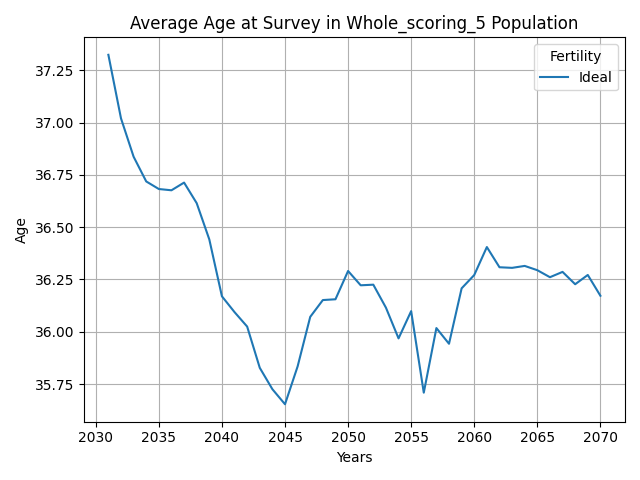 Average Age at Survey in Whole_scoring_5 Population
Fertility
Ideal
37.25
37.00
36.75
36.50
36.25
36.00
35.75
Age
2030 2035 2040 2045 2050 2055 2060 2065 2070
Years